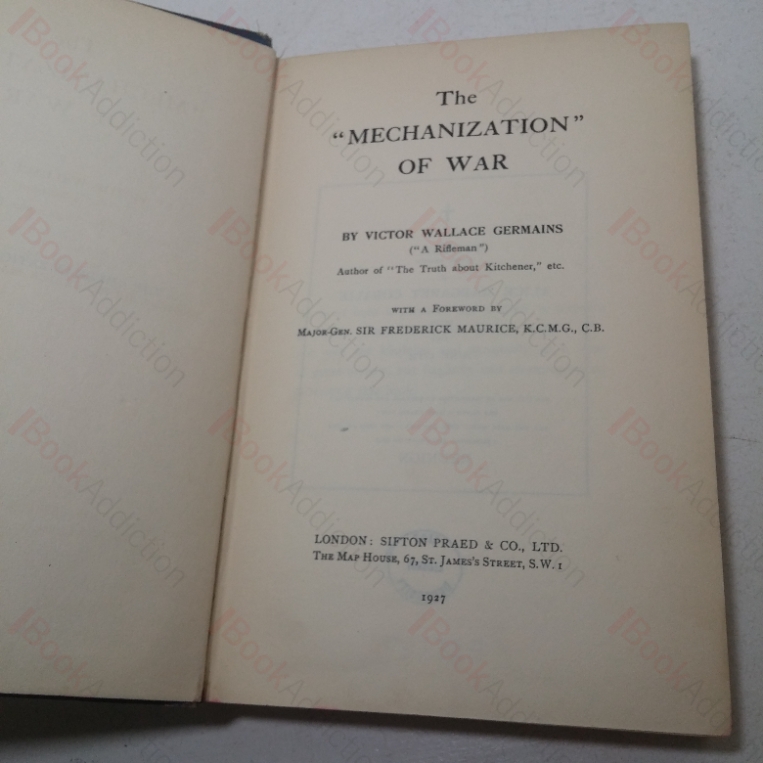 The
“MECHANIZATION”
OF WAR
BY VICTOR WALLACE GERMAINS
(“A Rifleman”)
Author of “The Truth about Kitchener,” etc.
WITH A FOREWORD BY
MAJOR-GEN. SIR FREDERICK MAURICE, K.C.M.G., C.B.
LONDON: SIFTON PRAED & CO., LTD.
THE MAP HOUSE, 67, ST. JAMES'S STREET, S.W. 1
1927
BookAddiction